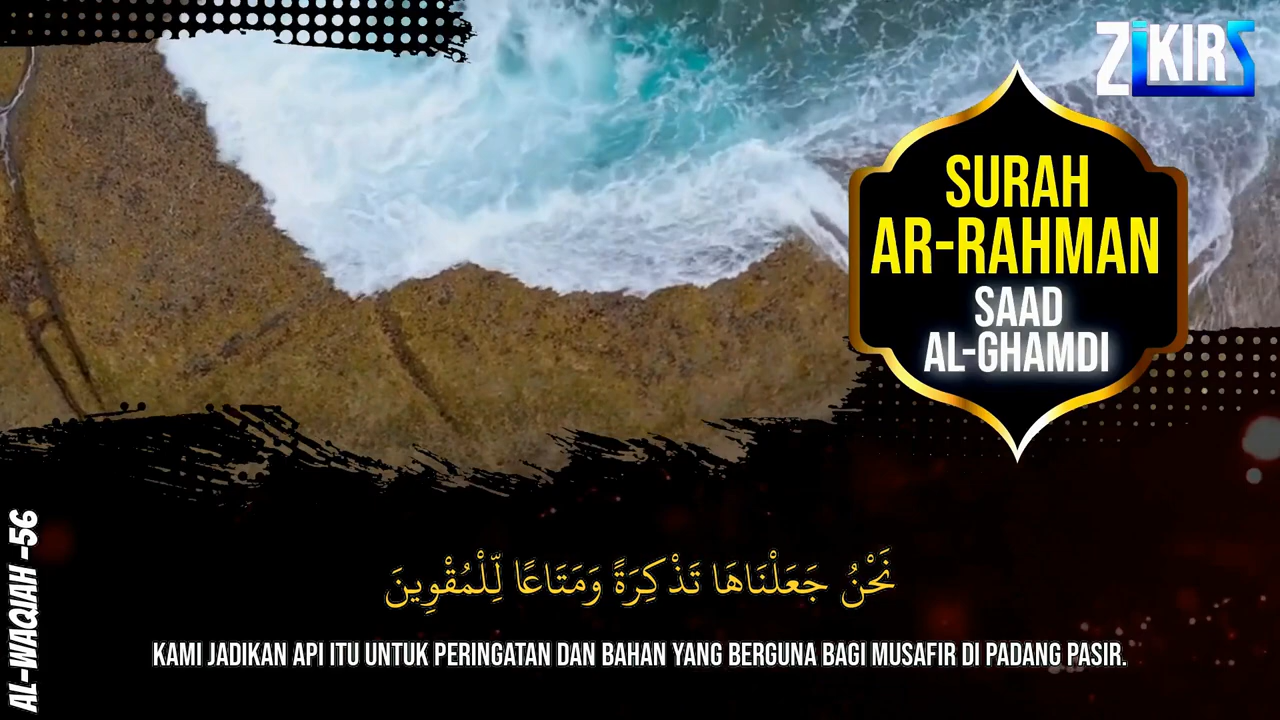 ZIKIRS
SURAH
AR-RAHMAN
SAAD
AL-GHAMDI
AL-WAQIAH -56
نَحْنُ جَعَلْنَاهَا تَذْكِرَةً وَمَتَاعًا لِّلْمُقْوِينَ
KAMI JADIKAN API ITU UNTUK PERINGATAN DAN BAHAN YANG BERGUNA BAGI MUSAFIR DI PADANG PASIR.